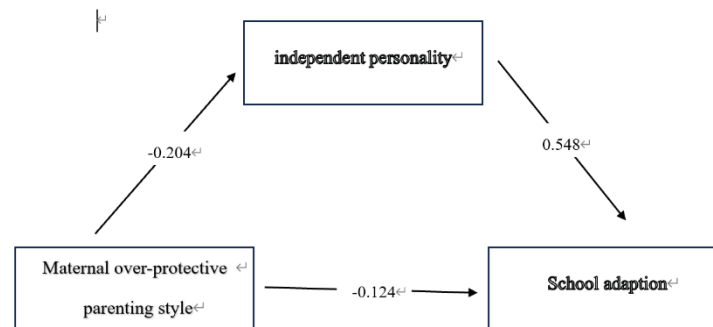 independent personality
-0.204
0.548
Maternal over-protective
parenting style
-0.124
School adaption